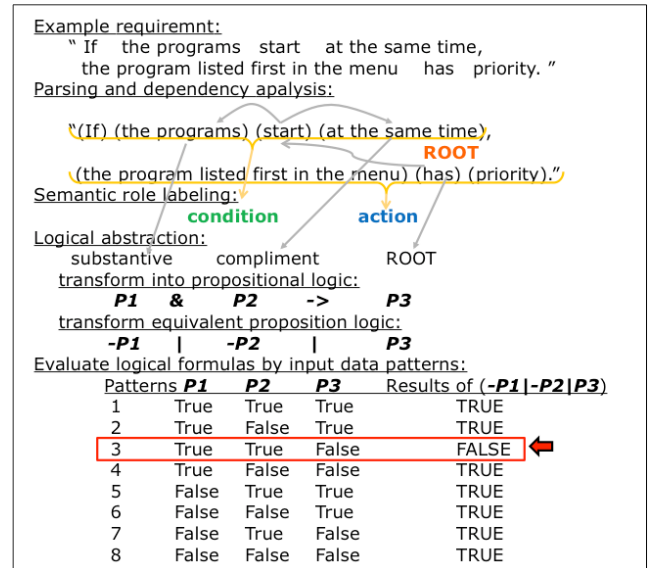 Example requiremnt:
“ If the programs start at the same time,
the program listed first in the menu has priority. ”
Parsing and dependency apalysis:
“(If) (the programs) (start) (at the same time),
ROOT
(the program listed first in the menu) (has) (priority).”
Semantic role labeling:
condition action
Logical abstraction:
substantive compliment ROOT
transform into propositional logic:
P1 & P2 -> P3
transform equivalent proposition logic:
-P1 | -P2 | P3
Evaluate logical formulas by input data patterns:
Patterns P1 P2 P3 Results of (-P1|-P2|P3)
1 True True True TRUE
2 True False True TRUE
3 True True False FALSE
4 True False False TRUE
5 False True True TRUE
6 False False True TRUE
7 False True False TRUE
8 False False False TRUE